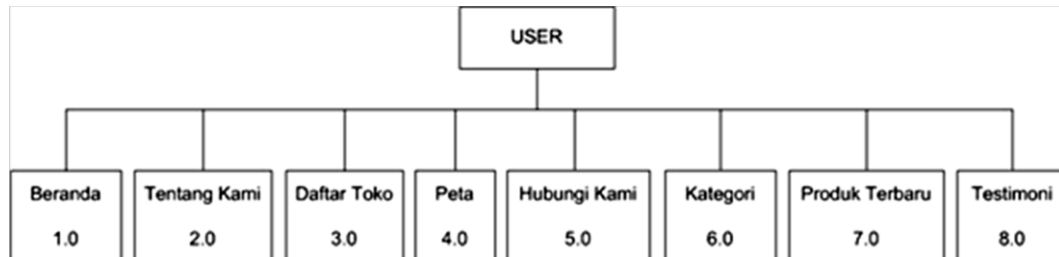 USER
Beranda
1.0
Tentang Kami
2.0
Daftar Toko
3.0
Peta
4.0
Hubungi Kami
5.0
Kategori
6.0
Produk Terbaru
7.0
Testimoni
8.0